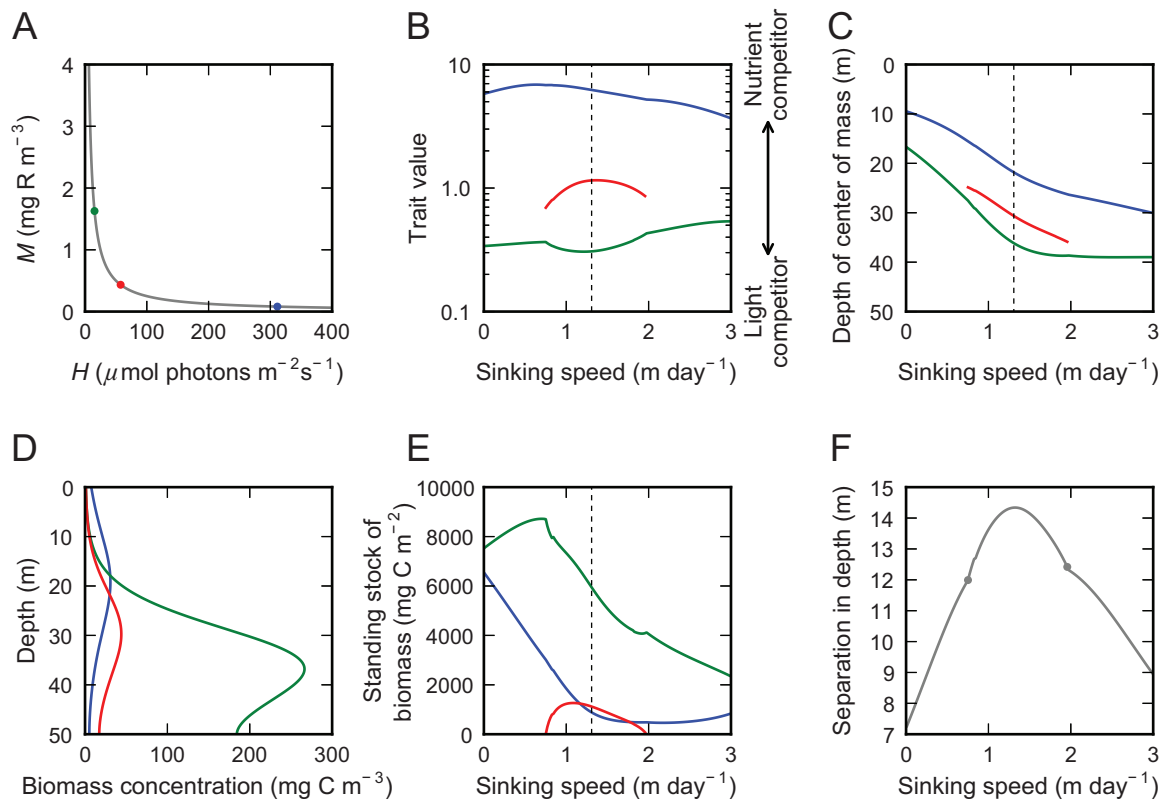 A
4
3
2
1
0
M (mg R m⁻³)
0
100
200
300
400
H (μmol photons m⁻²s⁻¹)
B
10
1.0
0.1
Trait value
0
1
2
3
Sinking speed (m day⁻¹)
Nutrient
competitor
Light
competitor
C
0
10
20
30
40
50
Depth of center of mass (m)
0
1
2
3
Sinking speed (m day⁻¹)
D
0
10
20
30
40
50
Depth (m)
0
100
200
300
Biomass concentration (mg C m⁻³)
E
10000
8000
6000
4000
2000
0
Standing stock of
biomass (mg C m⁻²)
0
1
2
3
Sinking speed (m day⁻¹)
F
15
14
13
12
11
10
9
8
7
Separation in depth (m)
0
1
2
3
Sinking speed (m day⁻¹)